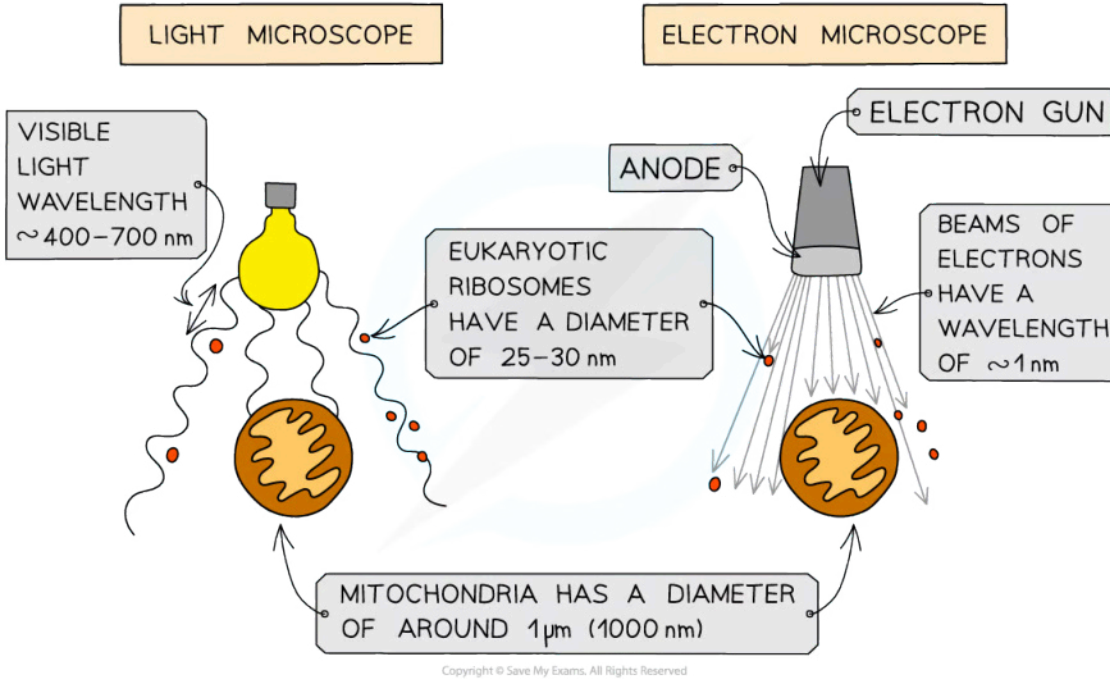 LIGHT MICROSCOPE
ELECTRON MICROSCOPE
VISIBLE
LIGHT
WAVELENGTH
~400-700 nm
ELECTRON GUN
ANODE
EUKARYOTIC
RIBOSOMES
HAVE A DIAMETER
OF 25-30 nm
BEAMS OF
ELECTRONS
HAVE A
WAVELENGTH
OF ~1 nm
MITOCHONDRIA HAS A DIAMETER
OF AROUND 1µm (1000 nm)
Copyright © Save My Exams. All Rights Reserved